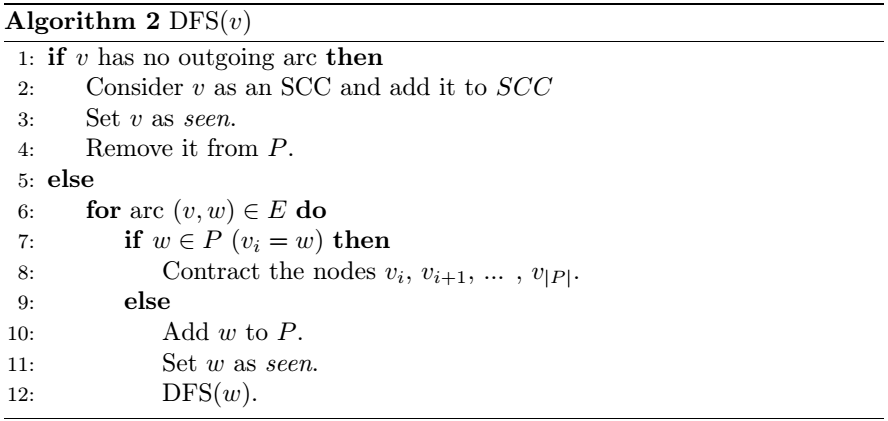 Algorithm 2 DFS(v)
1: if v has no outgoing arc then
2: Consider v as an SCC and add it to SCC
3: Set v as seen.
4: Remove it from P.
5: else
6: for arc (v, w) ∈ E do
7: if w ∈ P (v_i = w) then
8: Contract the nodes v_i, v_{i+1}, ... , v_{|P|}.
9: else
10: Add w to P.
11: Set w as seen.
12: DFS(w).